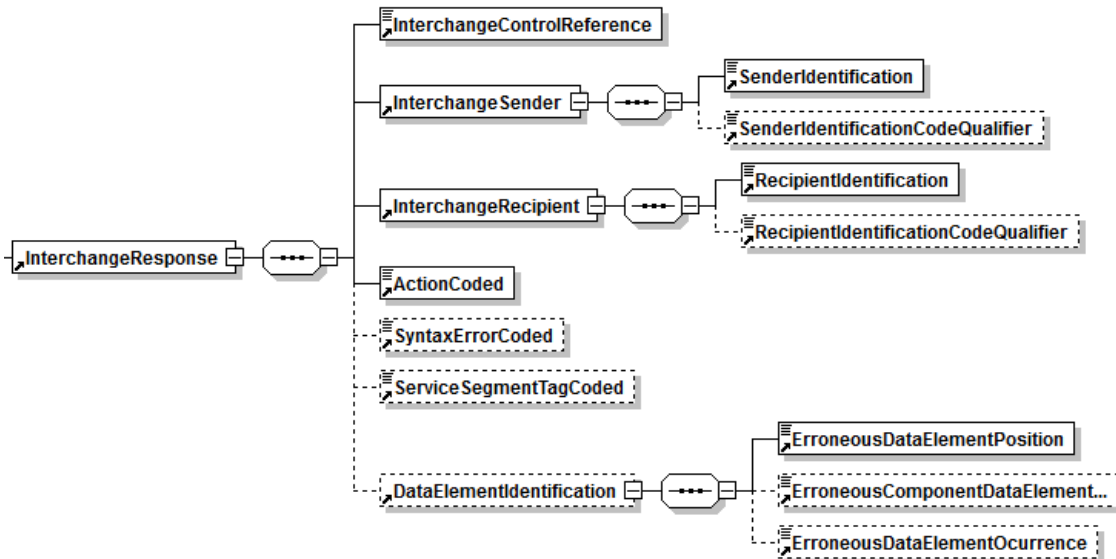 InterchangeControlReference
SenderIdentification
InterchangeSender
SenderIdentificationCodeQualifier
RecipientIdentification
InterchangeRecipient
RecipientIdentificationCodeQualifier
InterchangeResponse
ActionCoded
SyntaxErrorCoded
ServiceSegmentTagCoded
ErroneousDataElementPosition
DataElementIdentification
ErroneousComponentDataElement...
ErroneousDataElementOcurrence